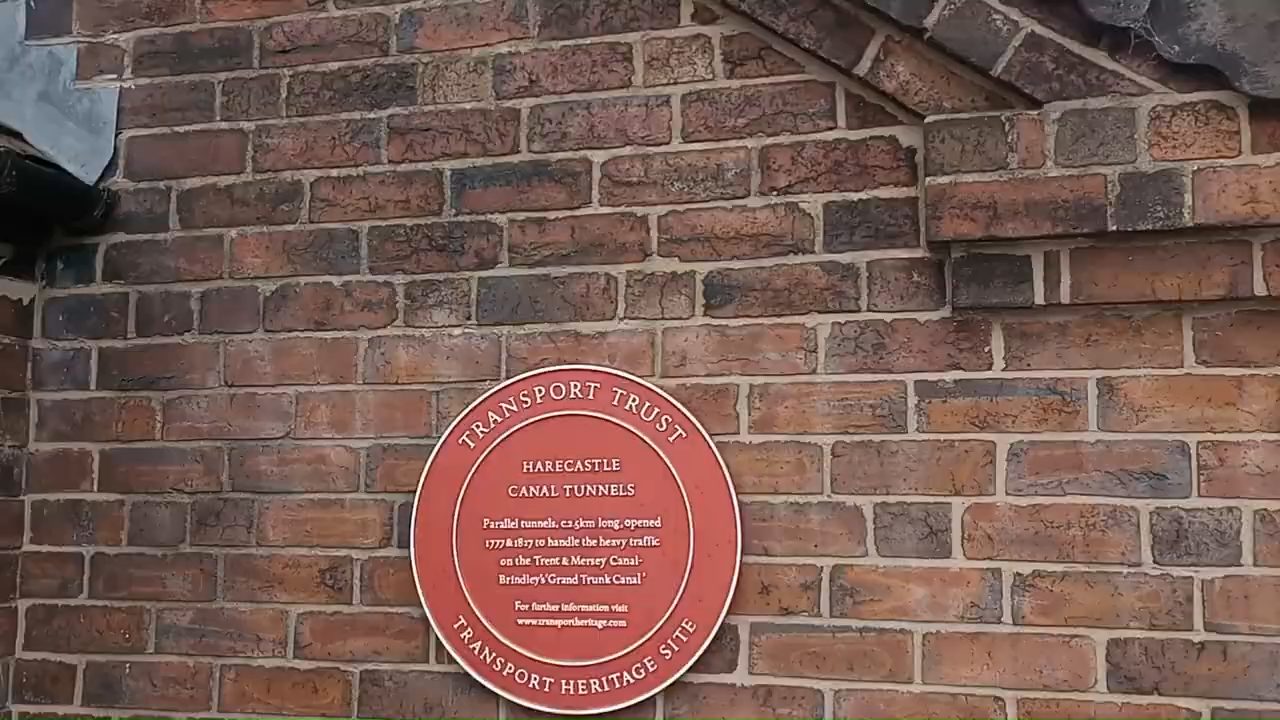 TRANSPORT TRUST
HARECASTLE
CANAL TUNNELS
Parallel tunnels, c.2.5km long, opened
1777 & 1827 to handle the heavy traffic
on the Trent & Mersey Canal-
Brindley's 'Grand Trunk Canal'
For further information visit
www.transportheritage.com
TRANSPORT HERITAGE SITE